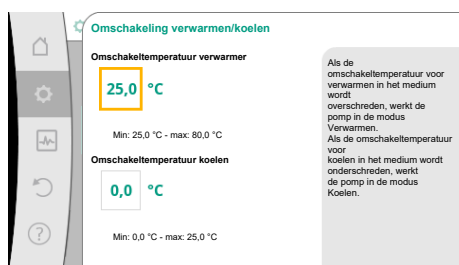 Omschakeling verwarmen/koelen
Omschakeltemperatuur verwarmer
25,0 °C
Min: 25,0 °C - max: 80,0 °C
Omschakeltemperatuur koelen
0,0 °C
Min: 0,0 °C - max: 25,0 °C
Als de
omschakeltemperatuur voor
verwarmen in het medium
wordt
overschreden, werkt de
pomp in de modus
Verwarmen.
Als de omschakeltemperatuur
voor
koelen in het medium wordt
onderschreden, werkt
de pomp in de modus
Koelen.